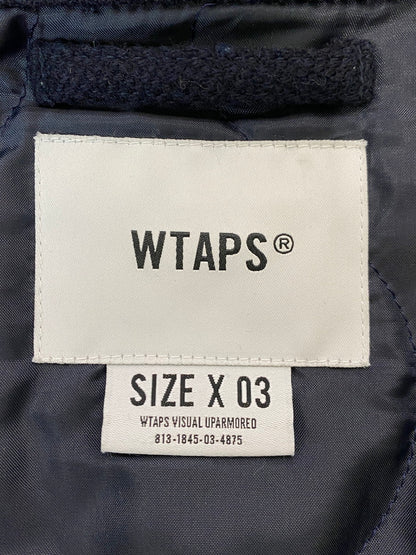 WTAPS®
SIZE X 03
WTAPS VISUAL UPARMORED
813-1845-03-4875